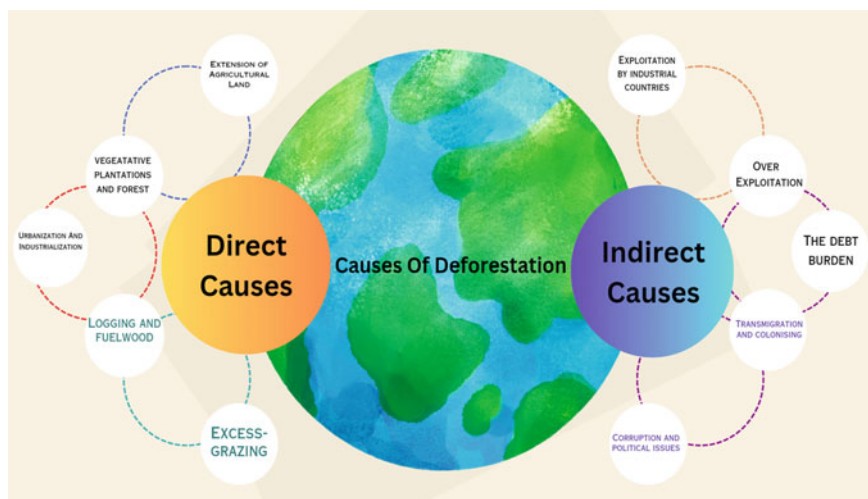 Extension of
Agricultural
Land
vegeatative
plantations
and forest
Urbanization And
Industrialization
Logging and
fuelwood
Excess-
grazing
Direct
Causes
Causes Of Deforestation
Indirect
Causes
Exploitation
by industrial
countries
Over
Exploitation
The debt
burden
Transmigration
and colonising
Corruption and
political issues